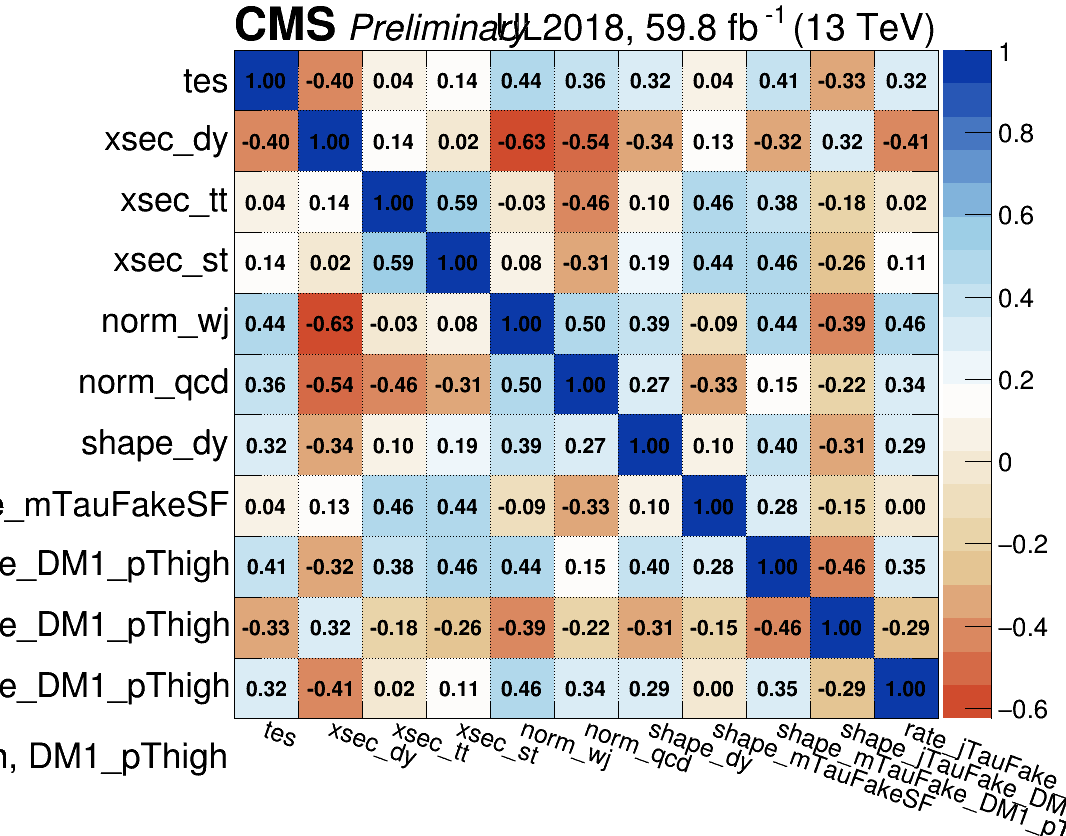 CMS Preliminary UL2018, 59.8 fb⁻¹ (13 TeV)
tes 1.00 -0.40 0.04 0.14 0.44 0.36 0.32 0.04 0.41 -0.33 0.32
xsec_dy -0.40 1.00 0.14 0.02 -0.63 -0.54 -0.34 0.13 -0.32 0.32 -0.41
xsec_tt 0.04 0.14 1.00 0.59 -0.03 -0.46 0.10 0.46 0.38 -0.18 0.02
xsec_st 0.14 0.02 0.59 1.00 0.08 -0.31 0.19 0.44 0.46 -0.26 0.11
norm_wj 0.44 -0.63 -0.03 0.08 1.00 0.50 0.39 -0.09 0.44 -0.39 0.46
norm_qcd 0.36 -0.54 -0.46 -0.31 0.50 1.00 0.27 -0.33 0.15 -0.22 0.34
shape_dy 0.32 -0.34 0.10 0.19 0.39 0.27 1.00 0.10 0.40 -0.31 0.29
e_mTauFakeSF 0.04 0.13 0.46 0.44 -0.09 -0.33 0.10 1.00 0.28 -0.15 0.00
e_DM1_pThigh 0.41 -0.32 0.38 0.46 0.44 0.15 0.40 0.28 1.00 -0.46 0.35
e_DM1_pThigh -0.33 0.32 -0.18 -0.26 -0.39 -0.22 -0.31 -0.15 -0.46 1.00 -0.29
e_DM1_pThigh 0.32 -0.41 0.02 0.11 0.46 0.34 0.29 0.00 0.35 -0.29 1.00
1
0.8
0.6
0.4
0.2
0
−0.2
−0.4
−0.6
tes
xsec_dy
xsec_tt
xsec_st
norm_wj
norm_qcd
shape_dy
shape_mTauFakeSF
shape_mTauFake_DM1_pT
shape_jTauFake_DM
rate_jTauFake_
, DM1_pThigh